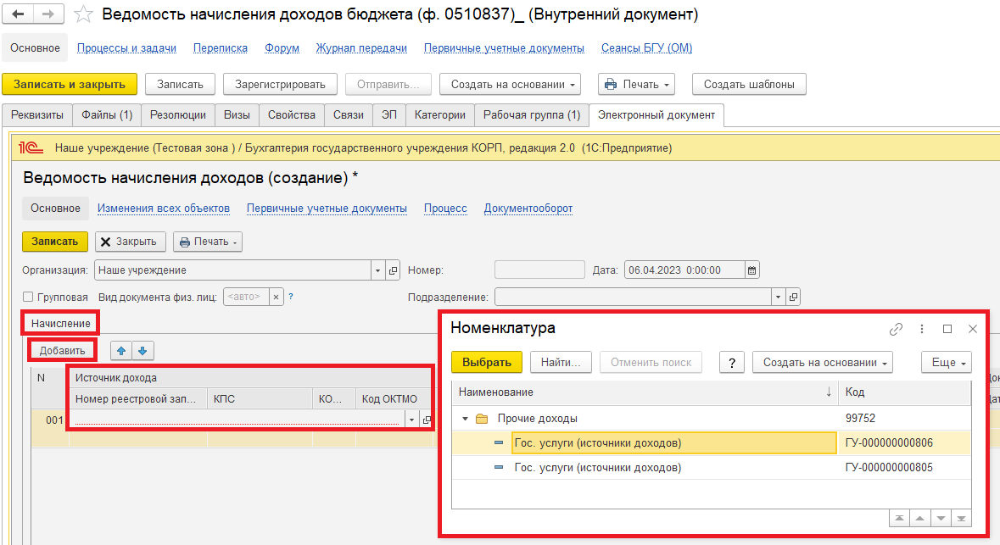 Ведомость начисления доходов бюджета (ф. 0510837)_ (Внутренний документ)
Основное Процессы и задачи Переписка Форум Журнал передачи Первичные учетные документы Сеансы БГУ (ОМ)
Записать и закрыть Записать Зарегистрировать Отправить... Создать на основании Печать Создать шаблоны
Реквизиты Файлы (1) Резолюции Визы Свойства Связи ЭП Категории Рабочая группа (1) Электронный документ
1С Наше учреждение (Тестовая зона ) / Бухгалтерия государственного учреждения КОРП, редакция 2.0 (1С:Предприятие)
Ведомость начисления доходов (создание) *
Основное Изменения всех объектов Первичные учетные документы Процесс Документооборот
Записать Закрыть Печать
Организация: Наше учреждение Номер: Дата: 06.04.2023 0:00:00
Групповая Вид документа физ. лиц: <авто> × ? Подразделение:
Начисление
Добавить
N Источник дохода
Номер реестровой зап... КПС КО... Код ОКТМО
001
Номенклатура
Выбрать Найти... Отменить поиск ? Создать на основании Еще
Наименование ↓ Код
Прочие доходы 99752
Гос. услуги (источники доходов) ГУ-000000000806
Гос. услуги (источники доходов) ГУ-000000000805